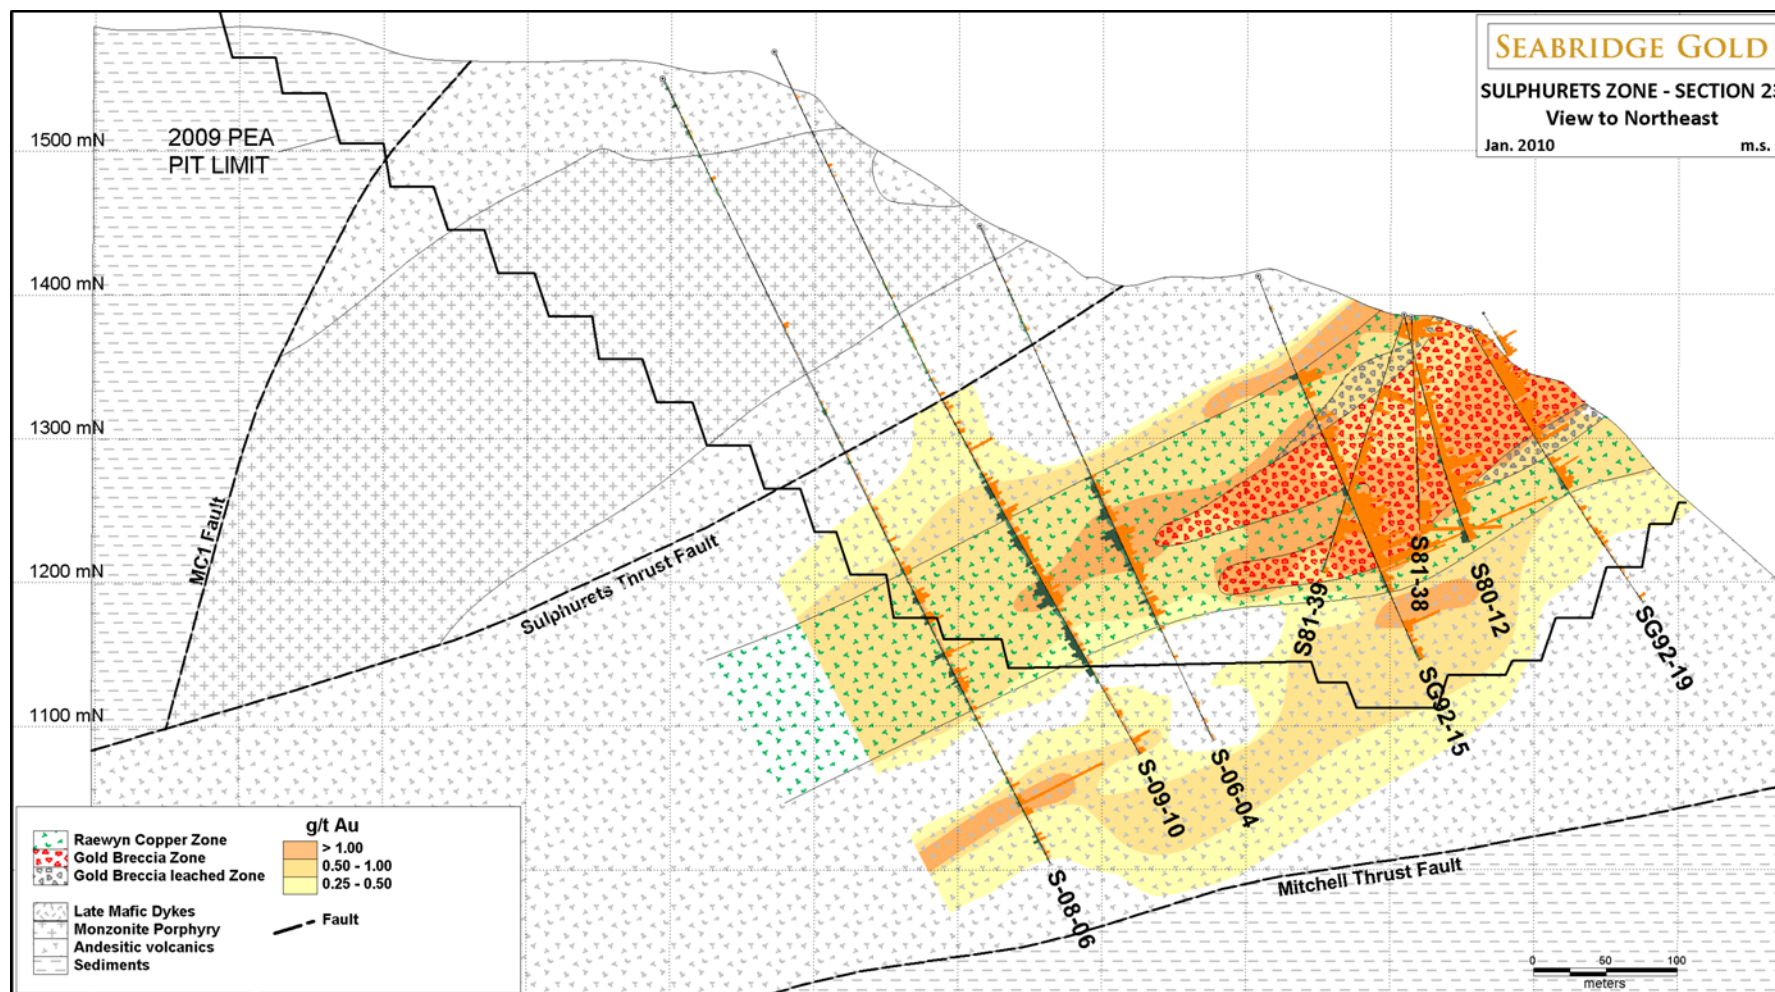 SEABRIDGE GOLD
SULPHURETS ZONE - SECTION 23
View to Northeast
Jan. 2010 m.s.
2009 PEA
PIT LIMIT
1500 mN
1400 mN
1300 mN
1200 mN
1100 mN
MC1 Fault
Sulphurets Thrust Fault
Mitchell Thrust Fault
S-08-06
S-09-10
S-06-04
S81-39
S81-38
S80-12
SG92-15
SG92-19
Raewyn Copper Zone
Gold Breccia Zone
Gold Breccia leached Zone
Late Mafic Dykes
Monzonite Porphyry
Andesitic volcanics
Sediments
g/t Au
> 1.00
0.50 - 1.00
0.25 - 0.50
Fault
0 50 100
meters